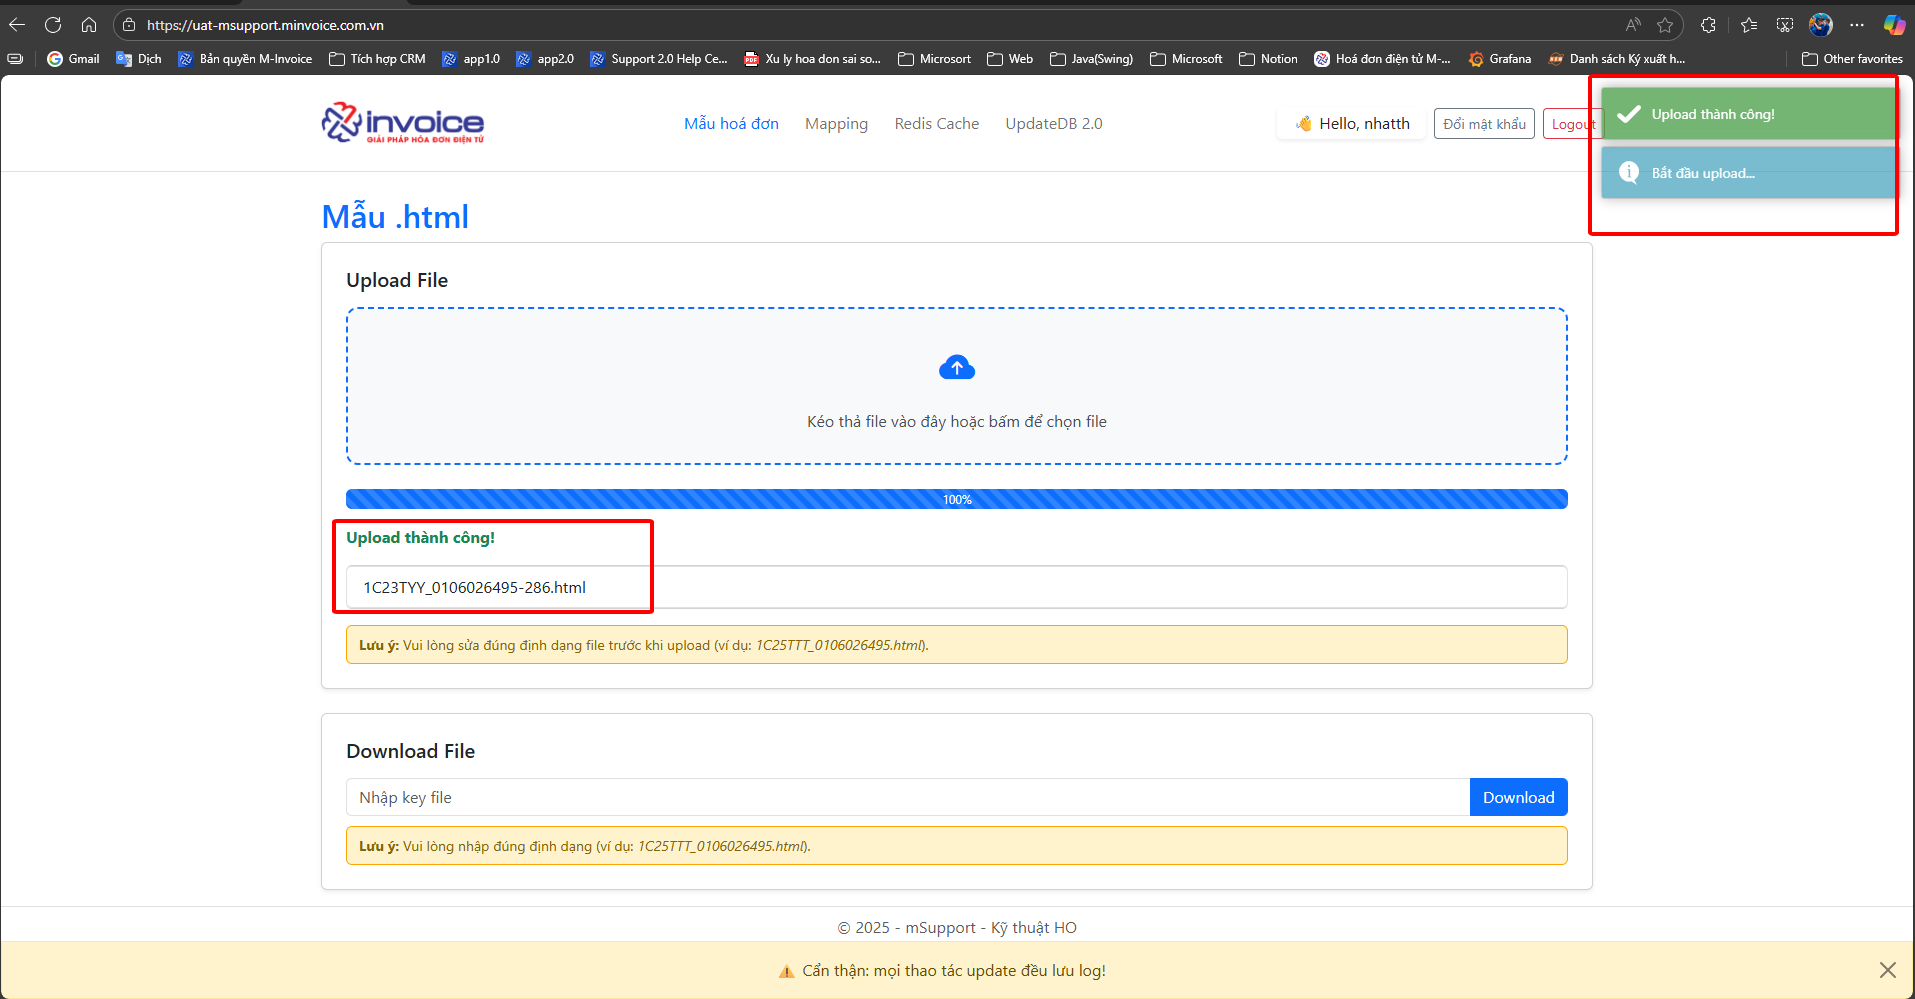 https://uat-msupport.minvoice.com.vn
Gmail
Dịch
Bản quyền M-Invoice
Tích hợp CRM
app1.0
app2.0
Support 2.0 Help Ce...
Xu ly hoa don sai so...
Microsort
Web
Java(Swing)
Microsoft
Notion
Hoá đơn điện tử M-...
Grafana
Danh sách Ký xuất h...
Other favorites
invoice
GIẢI PHÁP HÓA ĐƠN ĐIỆN TỬ
Mẫu hoá đơn
Mapping
Redis Cache
UpdateDB 2.0
Hello, nhatth
Đổi mật khẩu
Logout
Upload thành công!
Bắt đầu upload...
Mẫu .html
Upload File
Kéo thả file vào đây hoặc bấm để chọn file
100%
Upload thành công!
1C23TYY_0106026495-286.html
Lưu ý: Vui lòng sửa đúng định dạng file trước khi upload (ví dụ: 1C25TTT_0106026495.html).
Download File
Nhập key file
Download
Lưu ý: Vui lòng nhập đúng định dạng (ví dụ: 1C25TTT_0106026495.html).
© 2025 - mSupport - Kỹ thuật HO
Cẩn thận: mọi thao tác update đều lưu log!